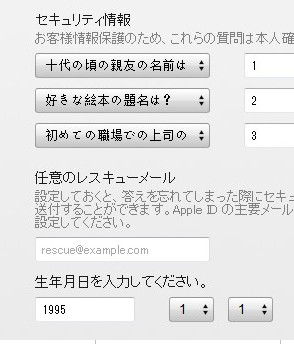 セキュリティ情報
お客様情報保護のため、これらの質問は本人確
十代の頃の親友の名前は 1
好きな絵本の題名は? 2
初めての職場での上司の 3
任意のレスキューメール
設定しておくと、答えを忘れてしまった際にセキュ
送付することができます。Apple ID の主要メール
設定してください。
rescue@example.com
生年月日を入力してください。
1995 1 1